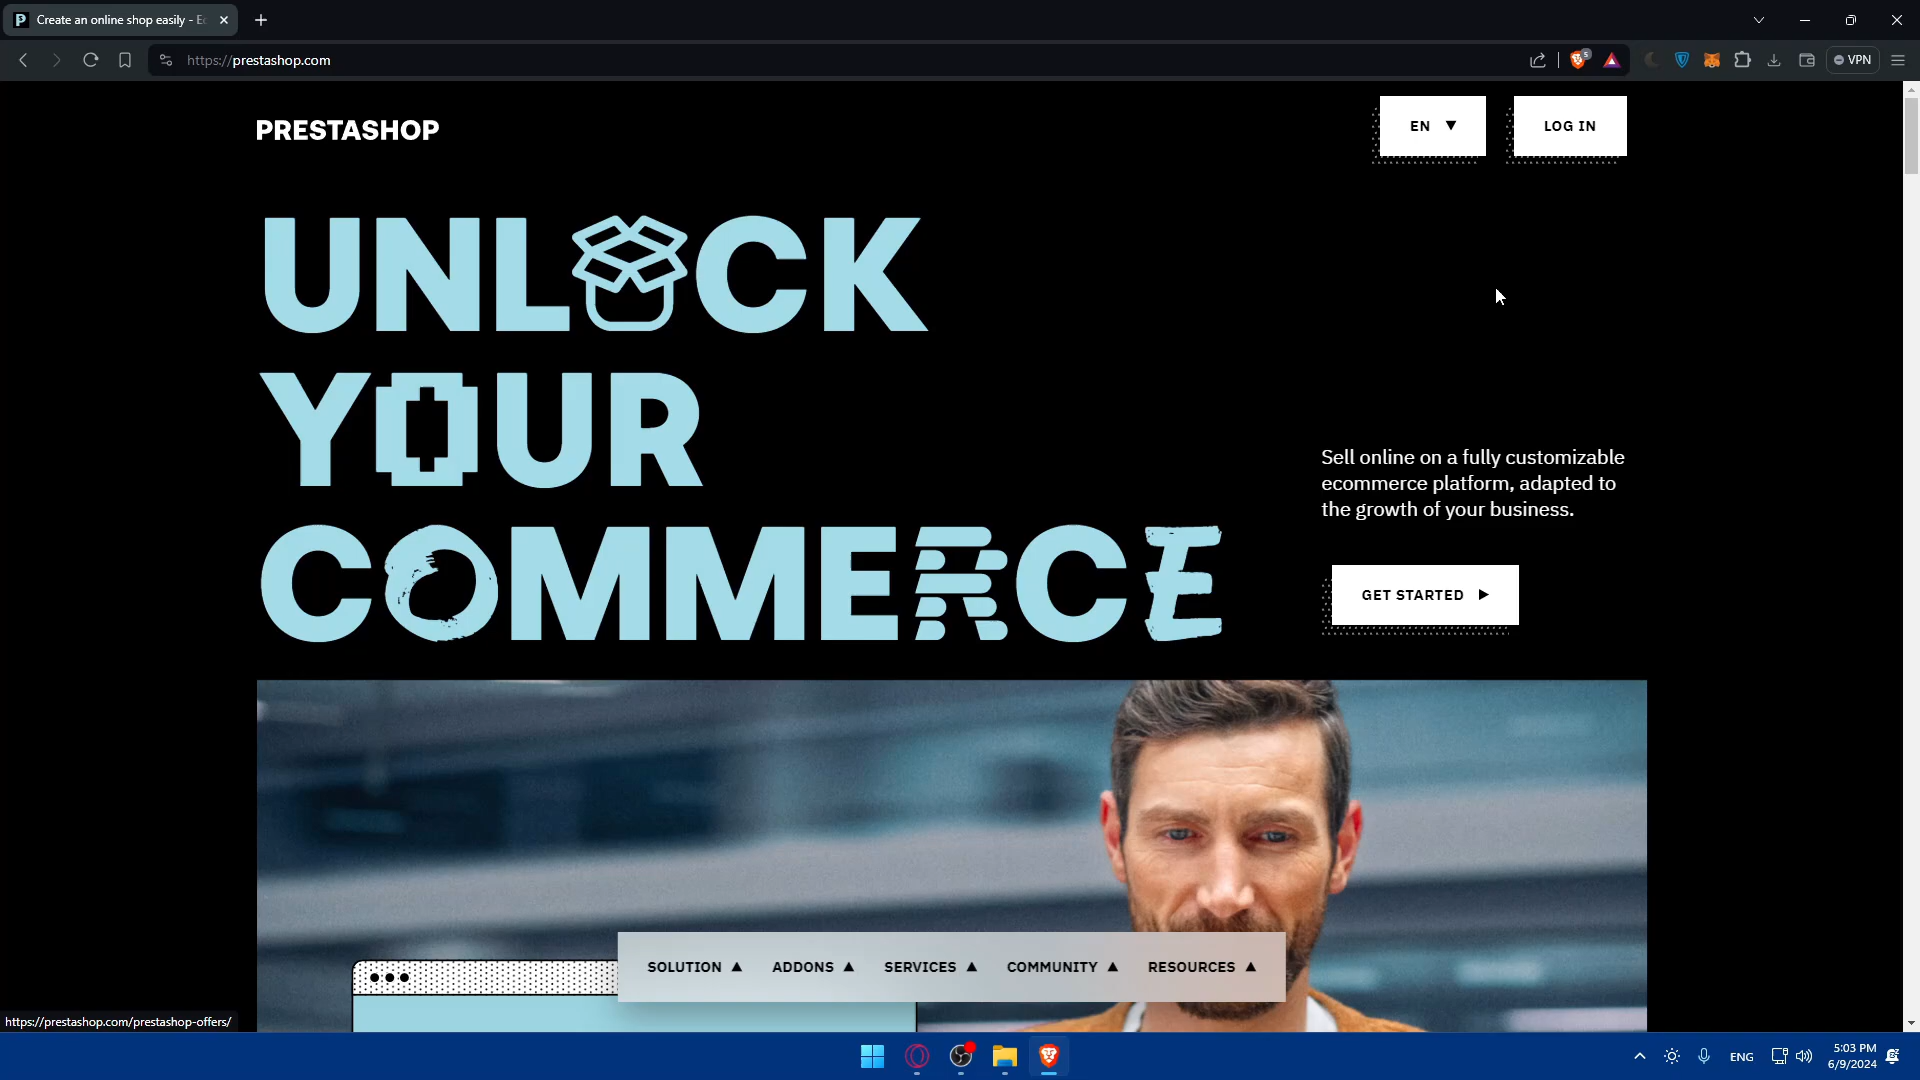 Create an online shop easily - Ec
https://prestashop.com
5
VPN
PRESTASHOP
EN
LOG IN
UNLOCK
YOUR
COMMERCE
Sell online on a fully customizable
ecommerce platform, adapted to
the growth of your business.
GET STARTED
SOLUTION
ADDONS
SERVICES
COMMUNITY
RESOURCES
https://prestashop.com/prestashop-offers/
ENG
5:03 PM
6/9/2024